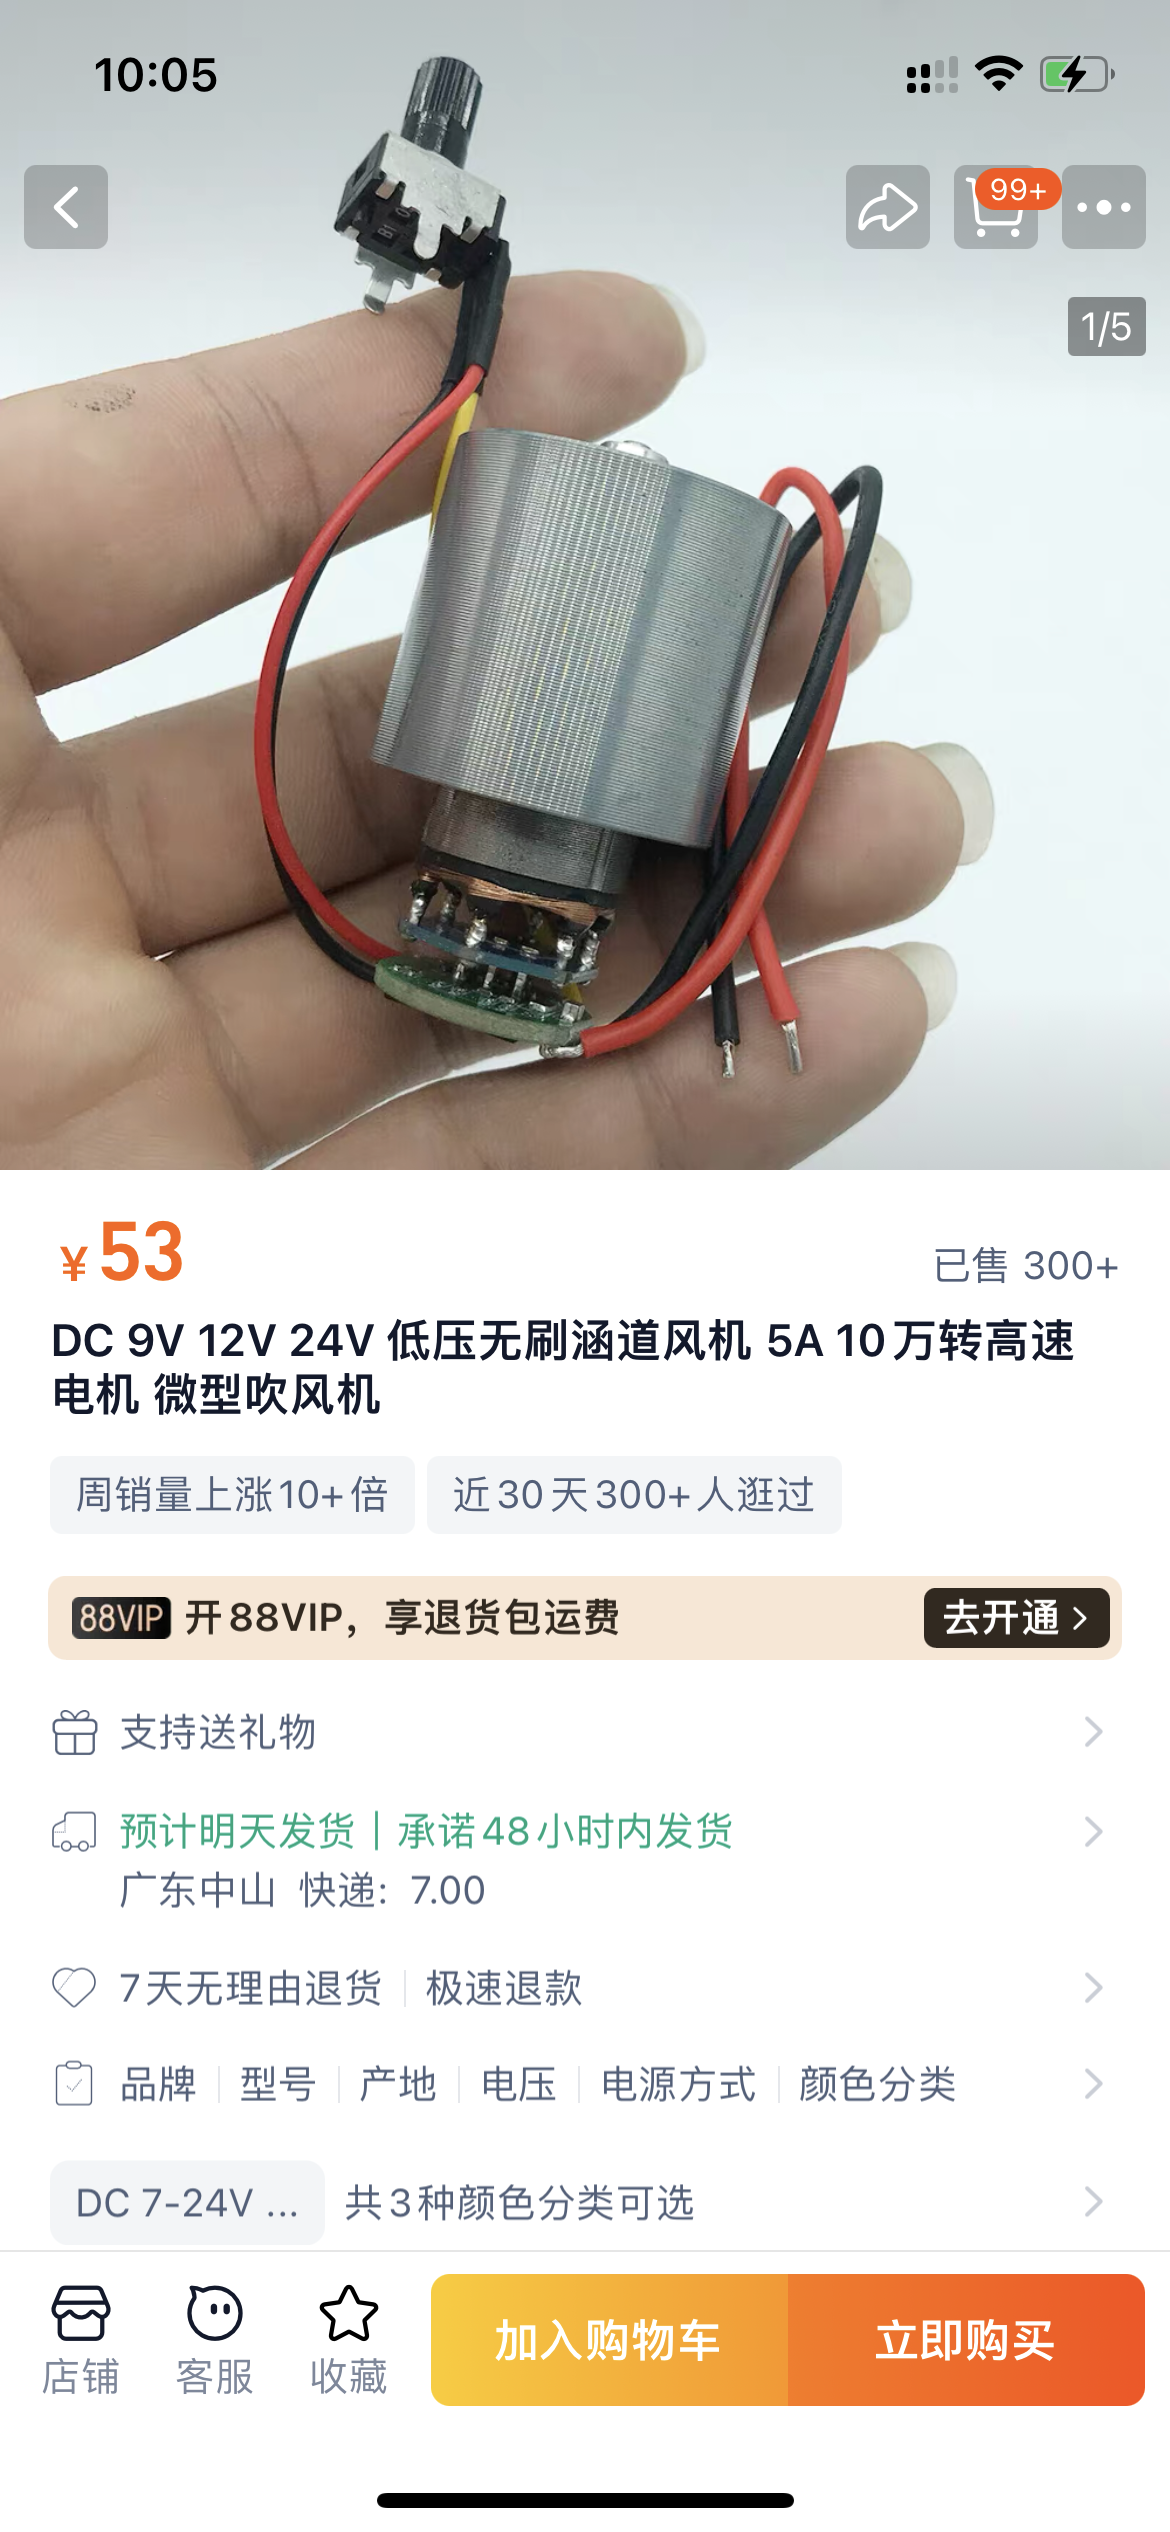 10:05
99+
1/5
¥53
已售 300+
DC 9V 12V 24V 低压无刷涵道风机 5A 10万转高速
电机 微型吹风机
周销量上涨10+倍
近30天300+人逛过
88VIP 开88VIP，享退货包运费
去开通
支持送礼物
预计明天发货 | 承诺48小时内发货
广东中山 快递: 7.00
7天无理由退货 | 极速退款
品牌 | 型号 | 产地 | 电压 | 电源方式 | 颜色分类
DC 7-24V ... 共3种颜色分类可选
店铺
客服
收藏
加入购物车
立即购买